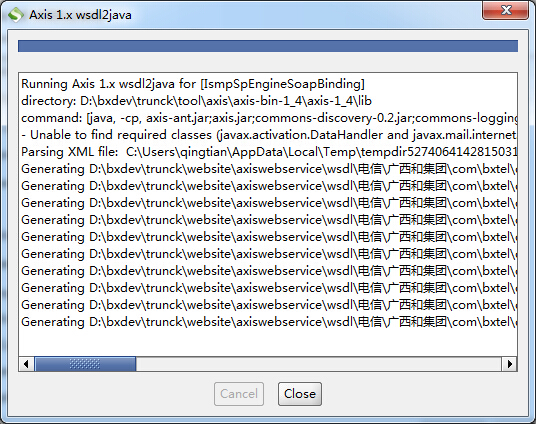 Axis 1.x wsdl2java
Running Axis 1.x wsdl2java for [IsmpSpEngineSoapBinding]
directory: D:\bxdev\trunck\tool\axis\axis-bin-1_4\axis-1_4\lib
command: [java, -cp, axis-ant.jar;axis.jar;commons-discovery-0.2.jar;commons-logging
- Unable to find required classes (javax.activation.DataHandler and javax.mail.internet
Parsing XML file:  C:\Users\qingtian\AppData\Local\Temp\tempdir5274064142815031
Generating D:\bxdev\trunck\website\axiswebservice\wsdl\电信\广西和集团\com\bxtel\
Generating D:\bxdev\trunck\website\axiswebservice\wsdl\电信\广西和集团\com\bxtel\
Generating D:\bxdev\trunck\website\axiswebservice\wsdl\电信\广西和集团\com\bxtel\
Generating D:\bxdev\trunck\website\axiswebservice\wsdl\电信\广西和集团\com\bxtel\
Generating D:\bxdev\trunck\website\axiswebservice\wsdl\电信\广西和集团\com\bxtel\
Generating D:\bxdev\trunck\website\axiswebservice\wsdl\电信\广西和集团\com\bxtel\
Generating D:\bxdev\trunck\website\axiswebservice\wsdl\电信\广西和集团\com\bxtel\
Generating D:\bxdev\trunck\website\axiswebservice\wsdl\电信\广西和集团\com\bxtel\
Generating D:\bxdev\trunck\website\axiswebservice\wsdl\电信\广西和集团\com\bxtel\
Generating D:\bxdev\trunck\website\axiswebservice\wsdl\电信\广西和集团\com\bxtel\
Cancel
Close